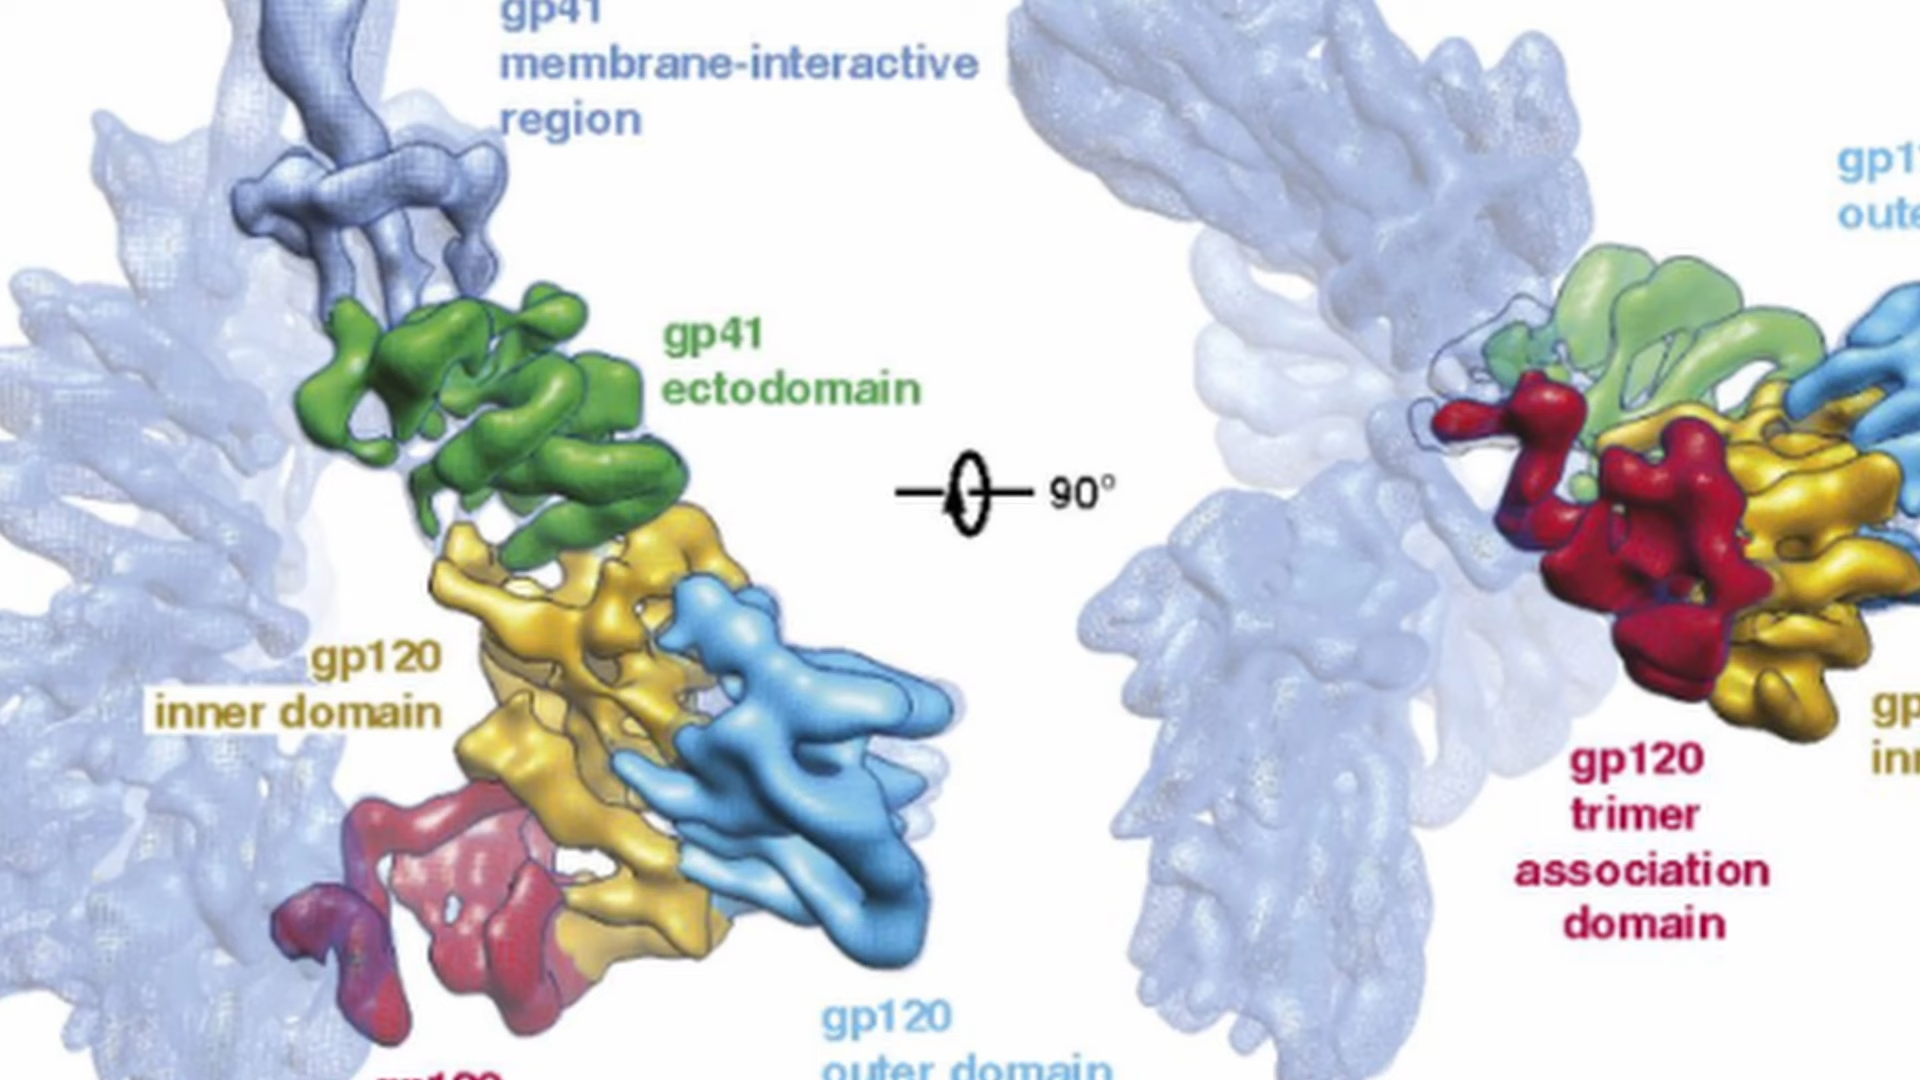 gp41
membrane-interactive
region
gp41
ectodomain
gp120
inner domain
gp120
outer domain
90°
gp120
trimer
association
domain